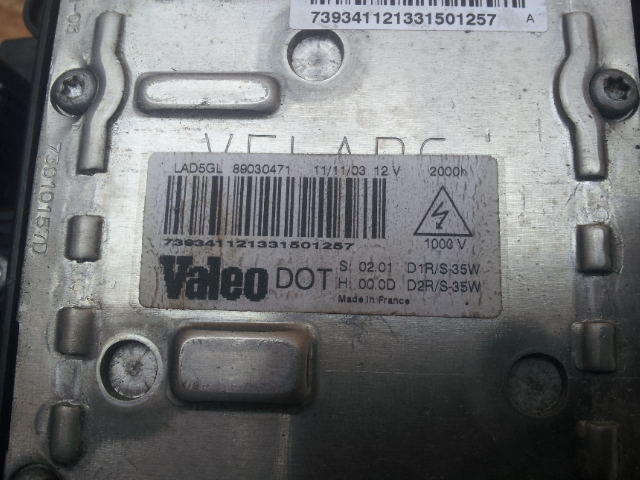 739341121331501257 A
LAD5GL 89030471 11/11/03 12 V 2000h
739341121331501257
1000 V
Valeo DOT S: 02.01 D1R/S-35W
H: 00.0D D2R/S-35W
Made in France
730101157D